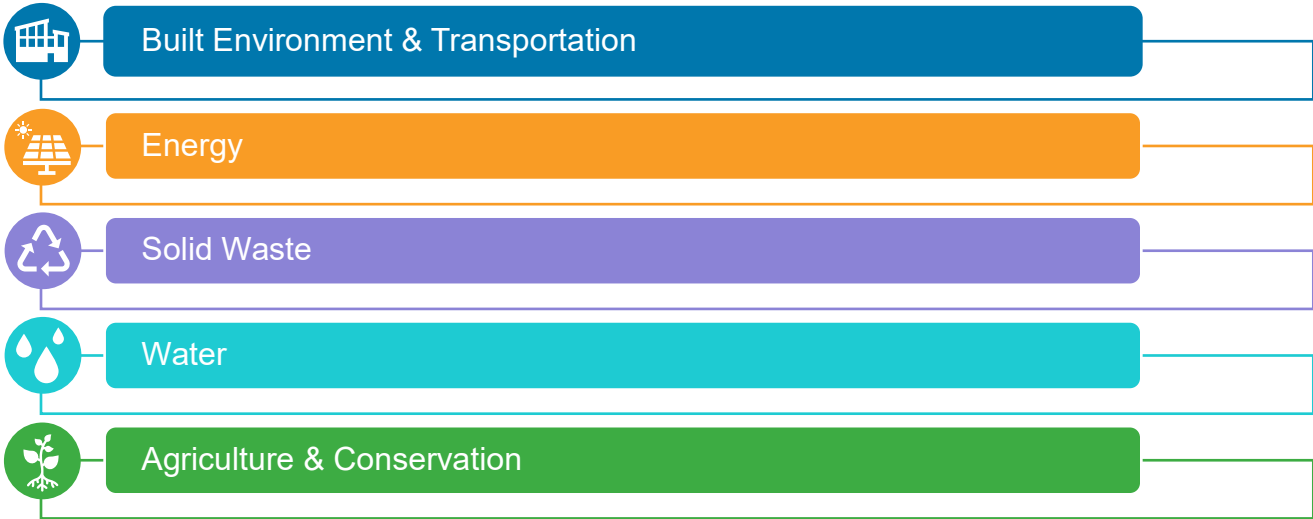 Built Environment & Transportation
Energy
Solid Waste
Water
Agriculture & Conservation